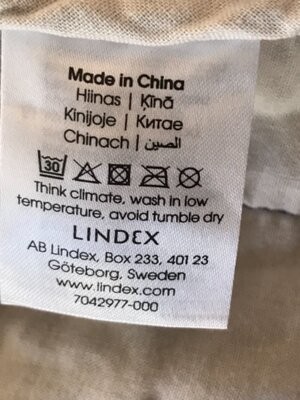 Made in China
Hiinas | Ķīnā
Kinijoje | Китае
Chinach | الصين
30
Think climate, wash in low
temperature, avoid tumble dry
LINDEX
AB Lindex, Box 233, 401 23
Göteborg, Sweden
www.lindex.com
7042977-000